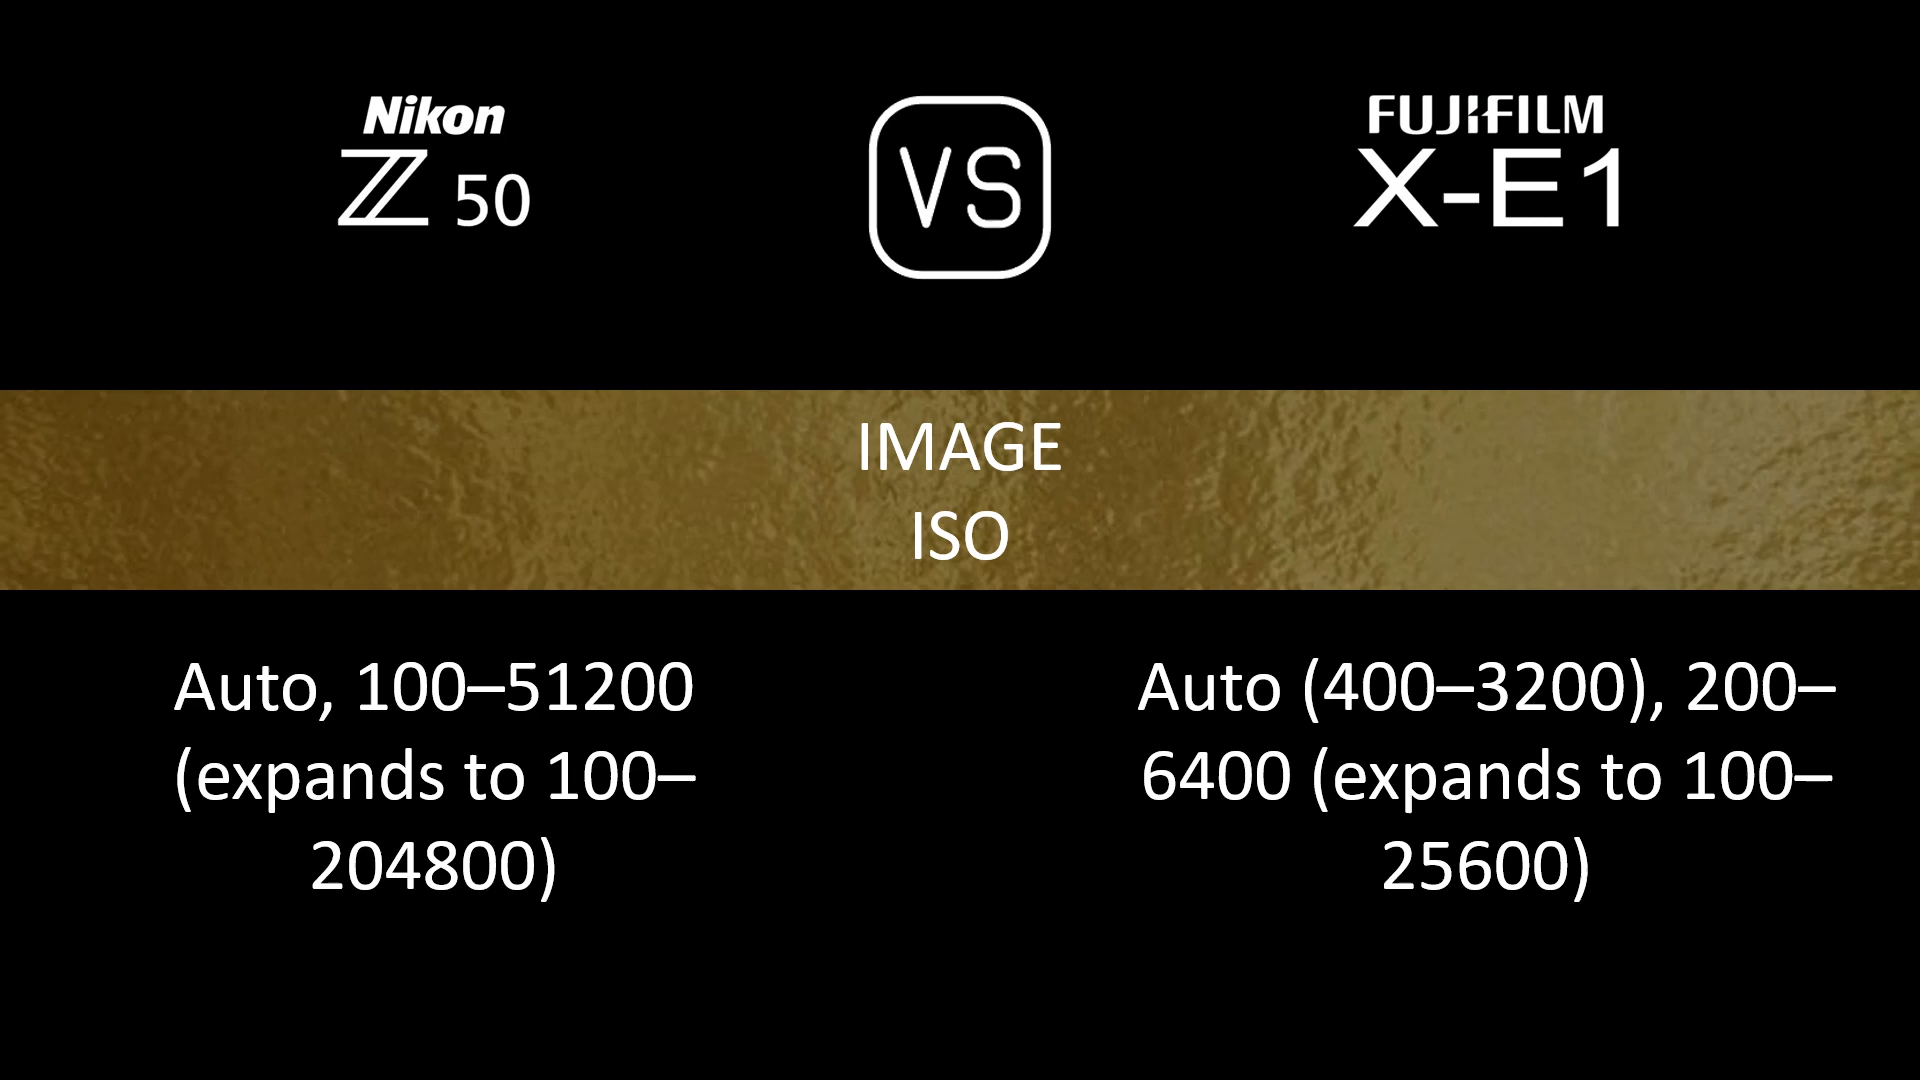 Nikon
Z 50
VS
FUJIFILM
X-E1
IMAGE
ISO
Auto, 100–51200
(expands to 100–
204800)
Auto (400–3200), 200–
6400 (expands to 100–
25600)